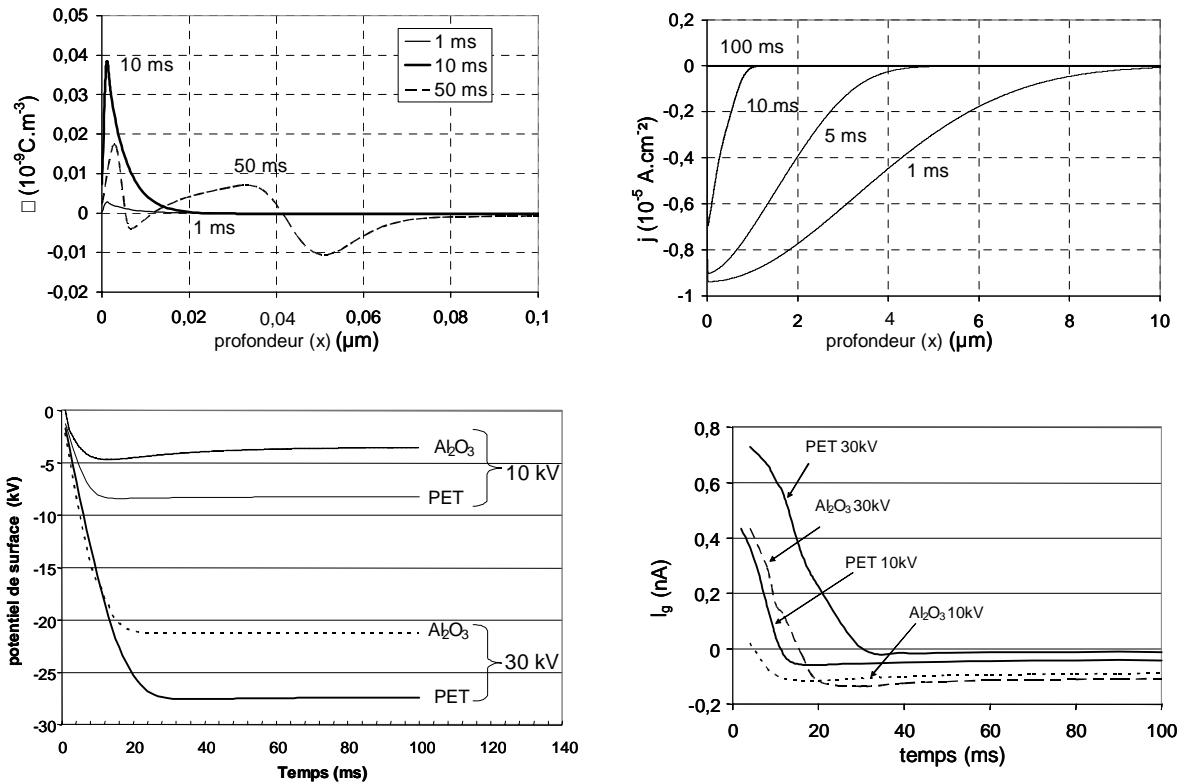 0,05
0,04
0,03
0,02
0,01
0
-0,01
-0,02
□ (10⁻⁹C.m⁻³)
10 ms
50 ms
1 ms
1 ms
10 ms
50 ms
0 0,02 0,04 0,06 0,08 0,1
profondeur (x) (µm)
0,2
0
-0,2
-0,4
-0,6
-0,8
-1
j (10⁻⁵ A.cm⁻²)
100 ms
10 ms
5 ms
1 ms
0 2 4 6 8 10
profondeur (x) (µm)
0
-5
-10
-15
-20
-25
-30
potentiel de surface (kV)
Al₂O₃
10 kV
PET
Al₂O₃
30 kV
PET
0 20 40 60 80 100 120 140
Temps (ms)
0,8
0,6
0,4
0,2
0
-0,2
I_g (nA)
PET 30kV
Al₂O₃ 30kV
PET 10kV
Al₂O₃ 10kV
0 20 40 60 80 100
temps (ms)